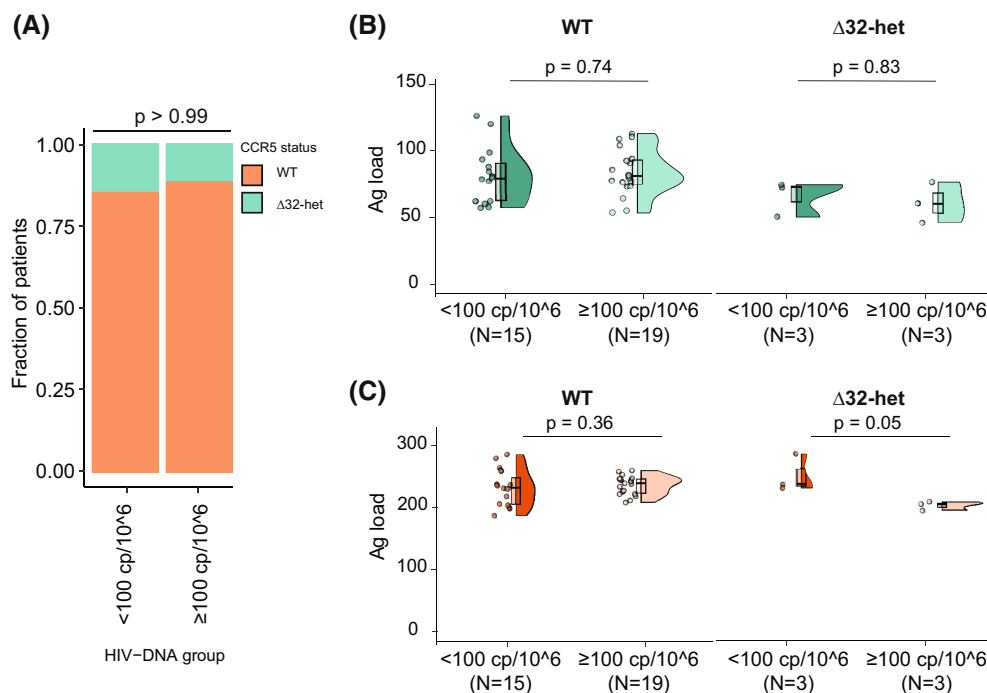 (A)
p > 0.99
CCR5 status
WT
Δ32-het
1.00
0.75
0.50
0.25
0.00
Fraction of patients
<100 cp/10^6
≥100 cp/10^6
HIV−DNA group
(B)
WT
Δ32-het
p = 0.74
p = 0.83
150
100
50
0
Ag load
<100 cp/10^6 ≥100 cp/10^6 <100 cp/10^6 ≥100 cp/10^6
(N=15) (N=19) (N=3) (N=3)
(C)
WT
Δ32-het
p = 0.36
p = 0.05
300
200
100
0
Ag load
<100 cp/10^6 ≥100 cp/10^6 <100 cp/10^6 ≥100 cp/10^6
(N=15) (N=19) (N=3) (N=3)